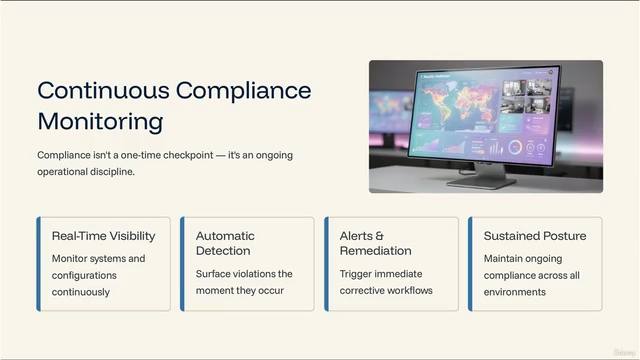 Continuous Compliance
Monitoring
Compliance isn't a one-time checkpoint — it's an ongoing
operational discipline.
Real-Time Visibility
Monitor systems and
configurations
continuously
Automatic
Detection
Surface violations the
moment they occur
Alerts &
Remediation
Trigger immediate
corrective workflows
Sustained Posture
Maintain ongoing
compliance across all
environments
Udemy